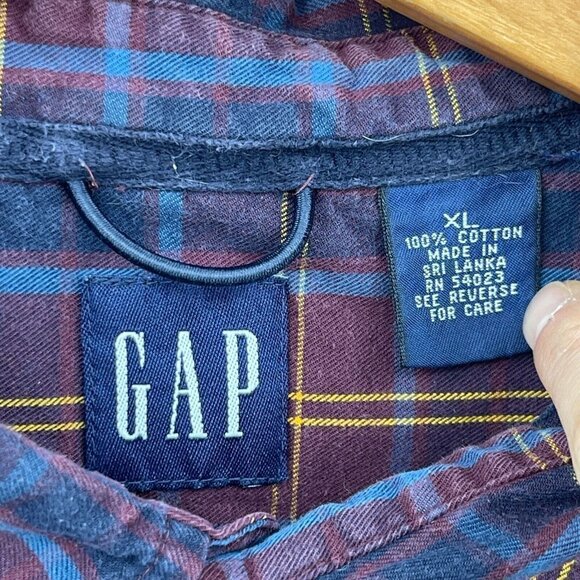 GAP
XL
100% COTTON
MADE IN
SRI LANKA
RN 54023
SEE REVERSE
FOR CARE